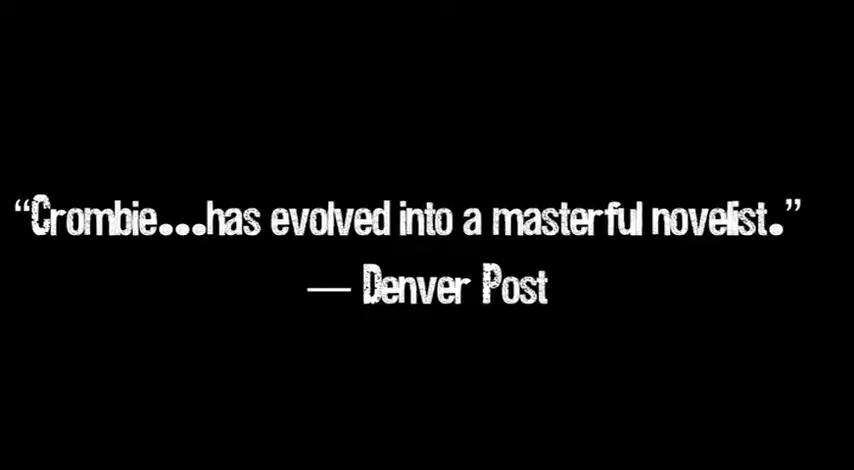 “Crombie...has evolved into a masterful novelist.”
— Denver Post